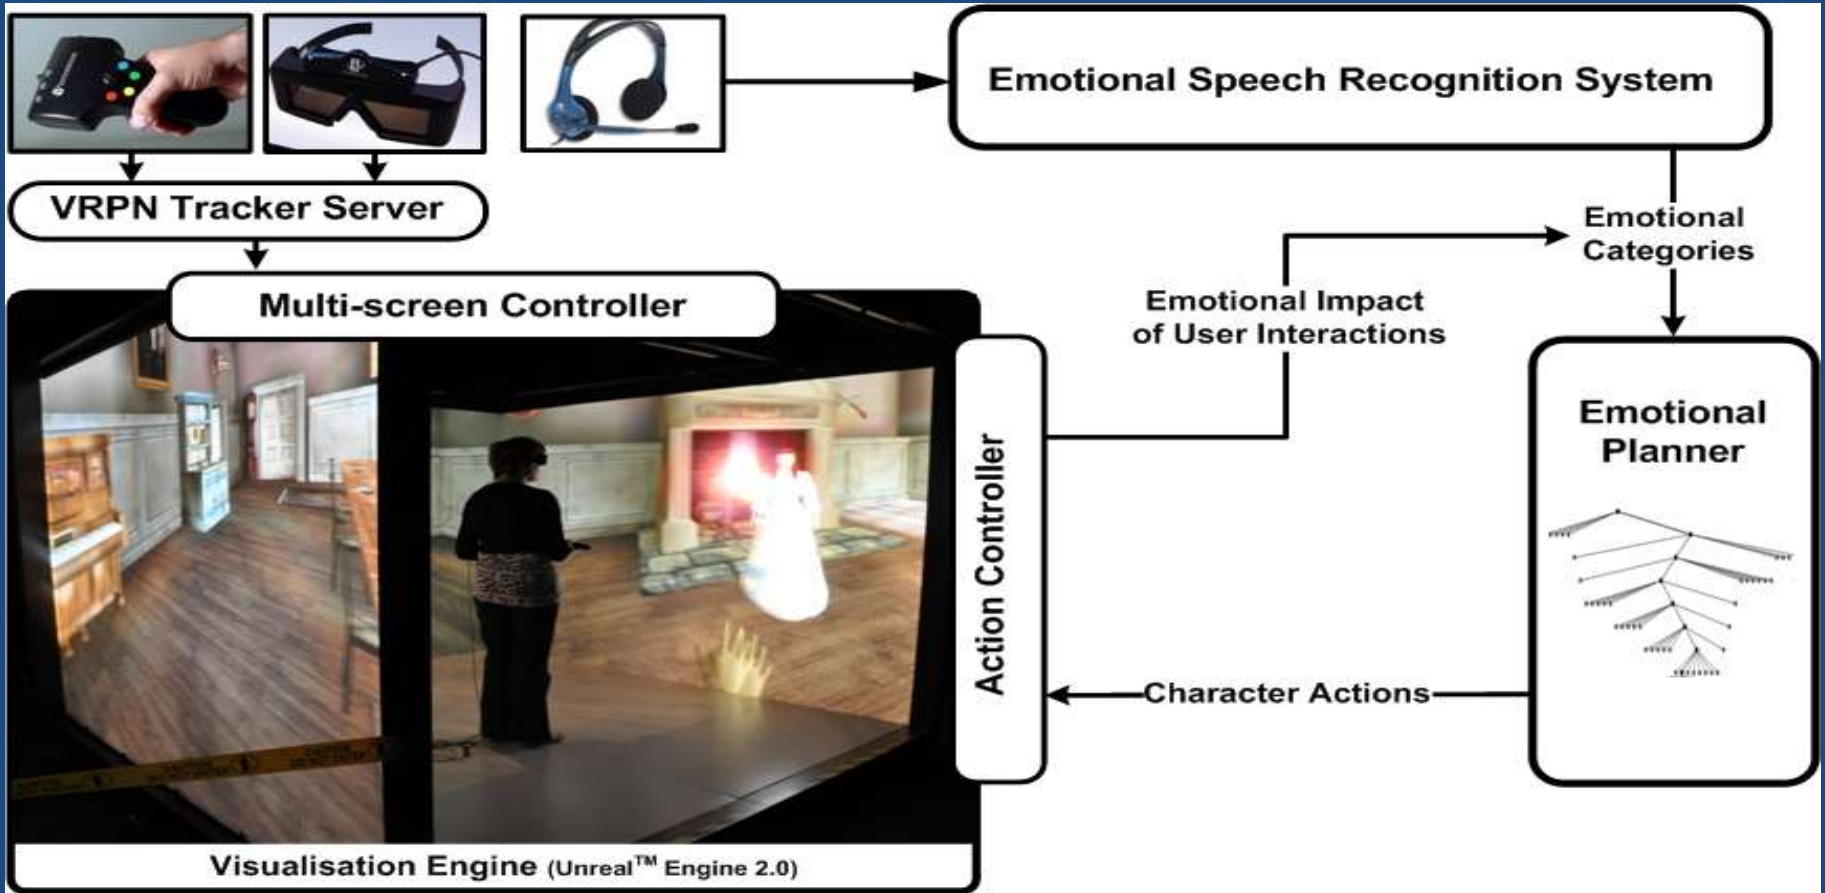 Emotional Speech Recognition System
VRPN Tracker Server
Emotional
Categories
Multi-screen Controller
Emotional Impact
of User Interactions
Emotional
Planner
Action Controller
Character Actions
Visualisation Engine (Unreal™ Engine 2.0)